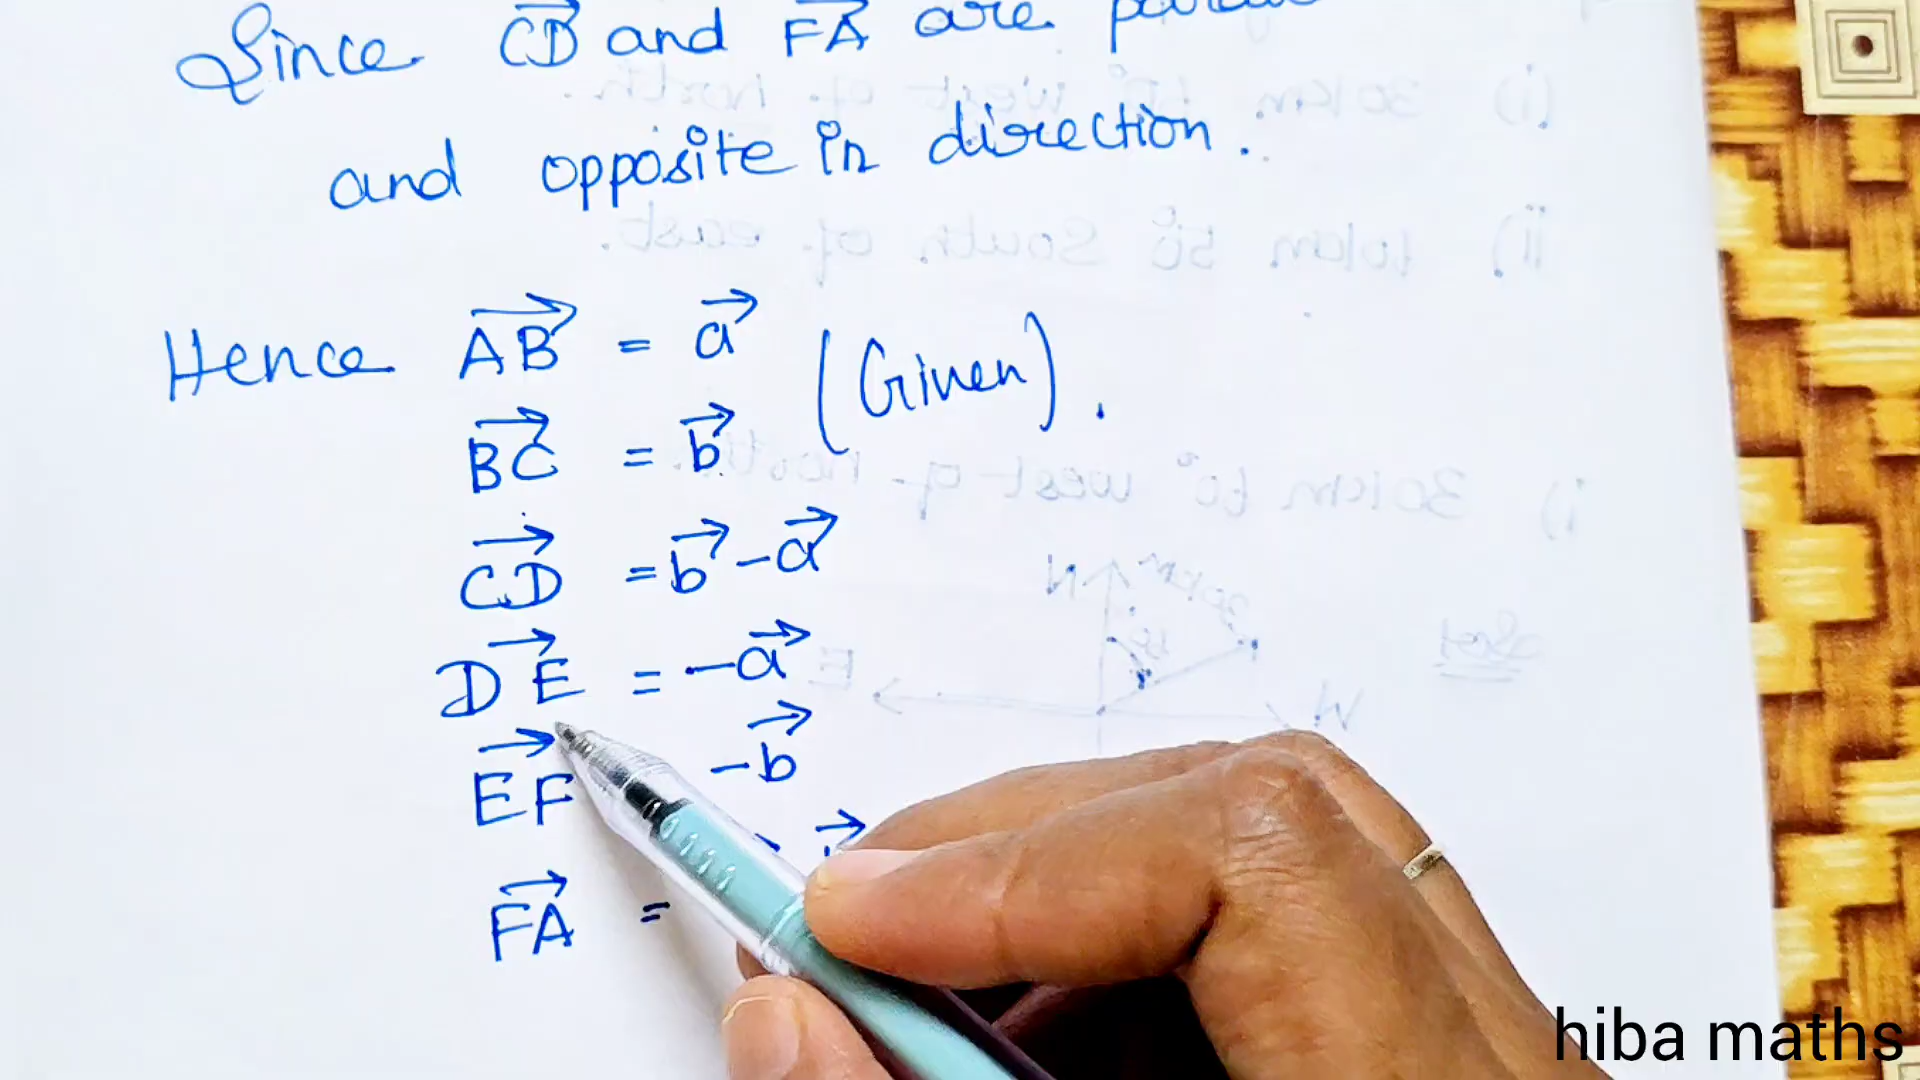 Since CD⃗ and FA⃗ are
and opposite in direction.
Hence AB⃗ = a⃗ (Given).
BC⃗ = b⃗
CD⃗ = b⃗ - a⃗
DE⃗ = -a⃗
EF⃗ -b⃗
FA⃗ =
hiba maths